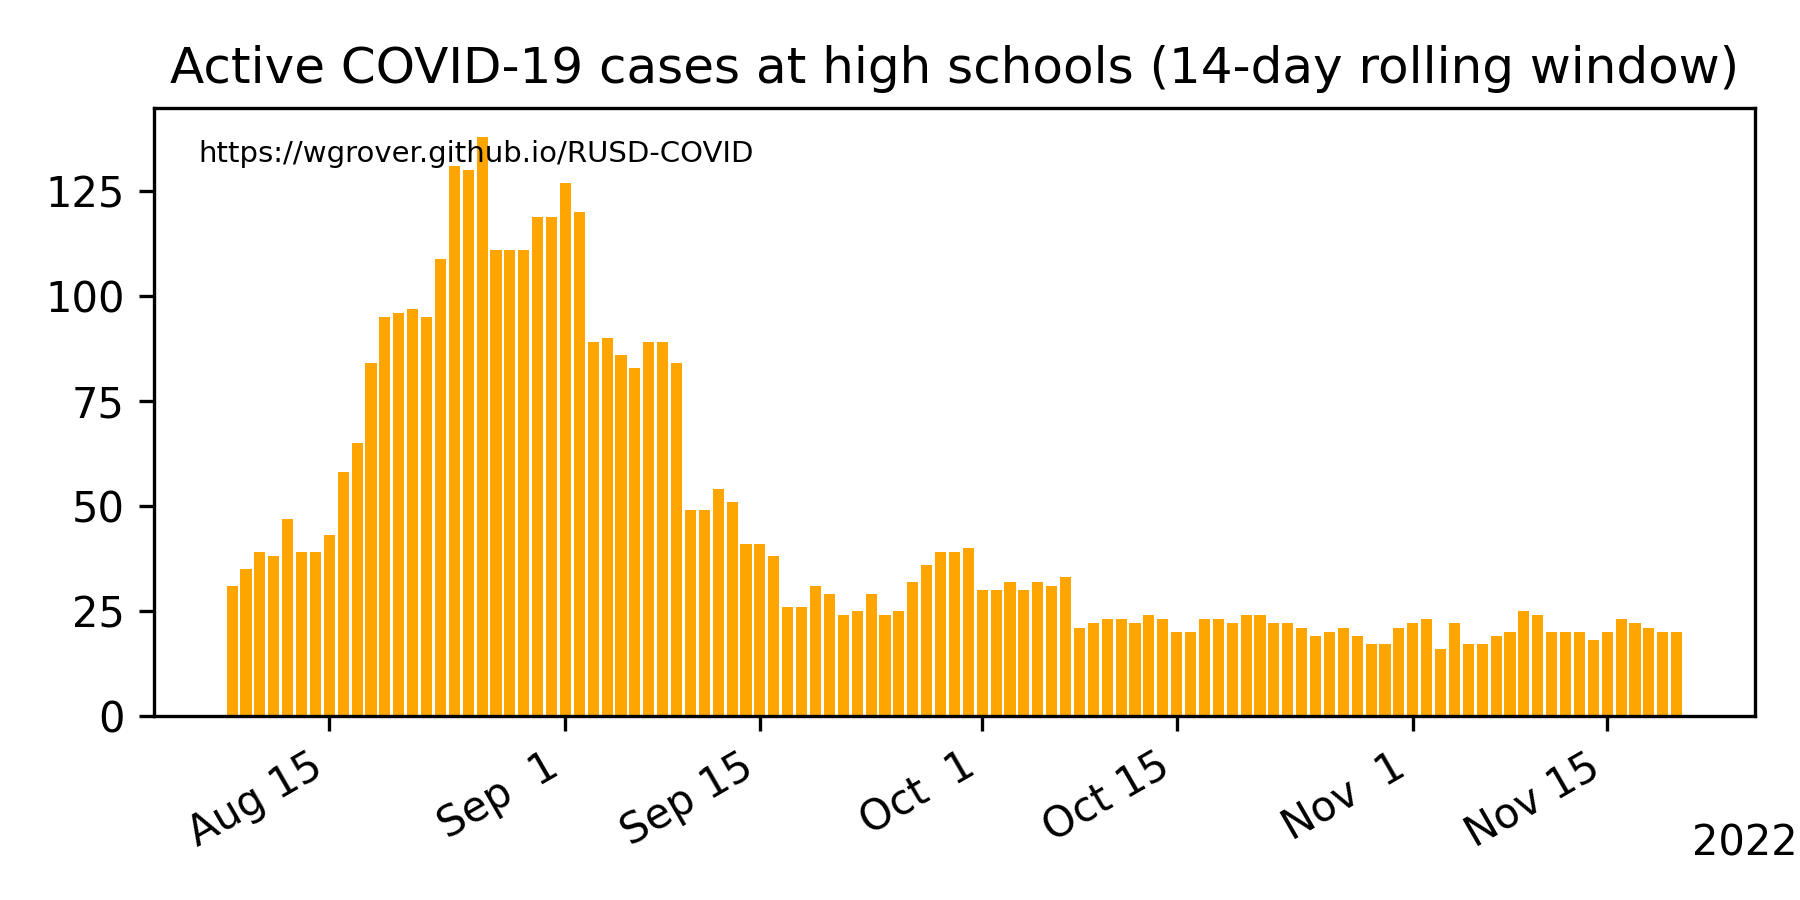 Active COVID-19 cases at high schools (14-day rolling window)
https://wgrover.github.io/RUSD-COVID
125
100
75
50
25
0
Aug 15
Sep  1
Sep 15
Oct  1
Oct 15
Nov  1
Nov 15
2022